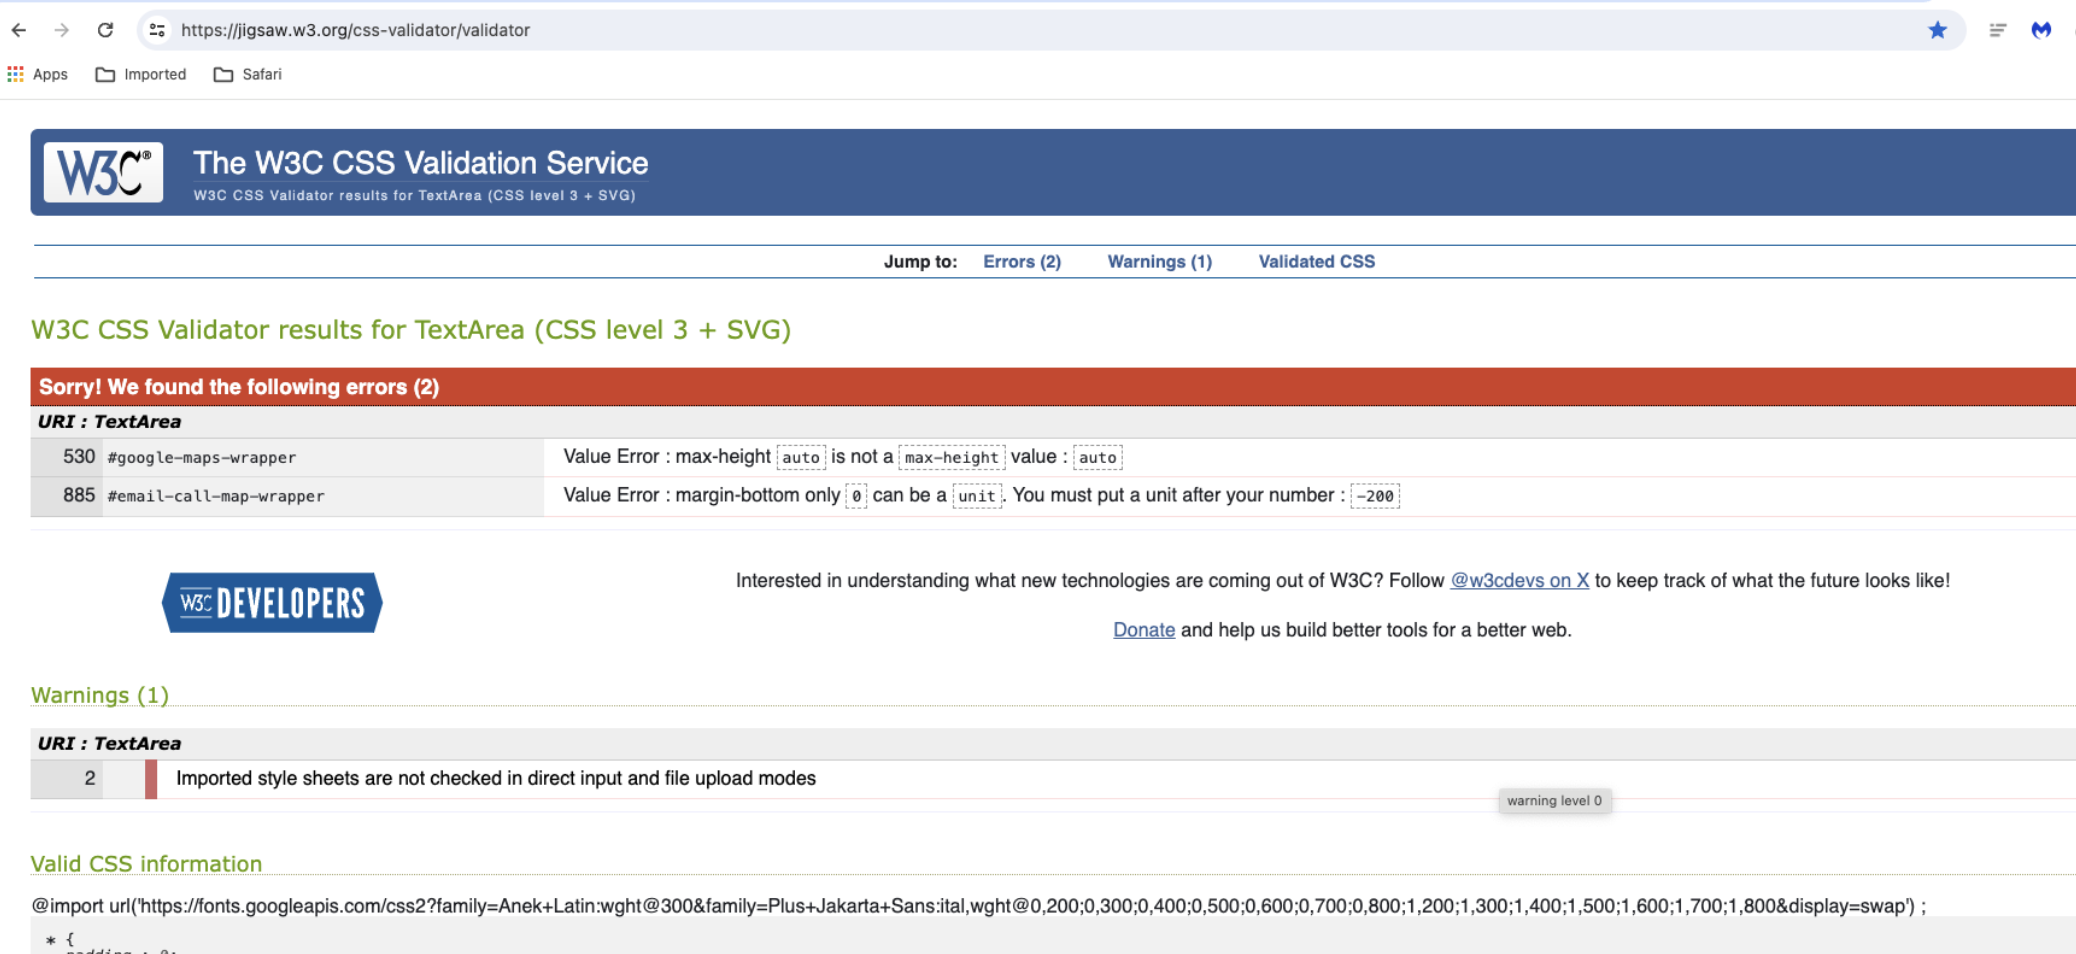 https://jigsaw.w3.org/css-validator/validator
Apps Imported Safari
W3C®
The W3C CSS Validation Service
W3C CSS Validator results for TextArea (CSS level 3 + SVG)
Jump to: Errors (2) Warnings (1) Validated CSS
W3C CSS Validator results for TextArea (CSS level 3 + SVG)
Sorry! We found the following errors (2)
URI : TextArea
530 #google-maps-wrapper Value Error : max-height auto is not a max-height value : auto
885 #email-call-map-wrapper Value Error : margin-bottom only 0 can be a unit. You must put a unit after your number : -200
W3C DEVELOPERS
Interested in understanding what new technologies are coming out of W3C? Follow @w3cdevs on X to keep track of what the future looks like!
Donate and help us build better tools for a better web.
Warnings (1)
URI : TextArea
2 Imported style sheets are not checked in direct input and file upload modes
warning level 0
Valid CSS information
@import url('https://fonts.googleapis.com/css2?family=Anek+Latin:wght@300&family=Plus+Jakarta+Sans:ital,wght@0,200;0,300;0,400;0,500;0,600;0,700;0,800;1,200;1,300;1,400;1,500;1,600;1,700;1,800&display=swap') ;
* {